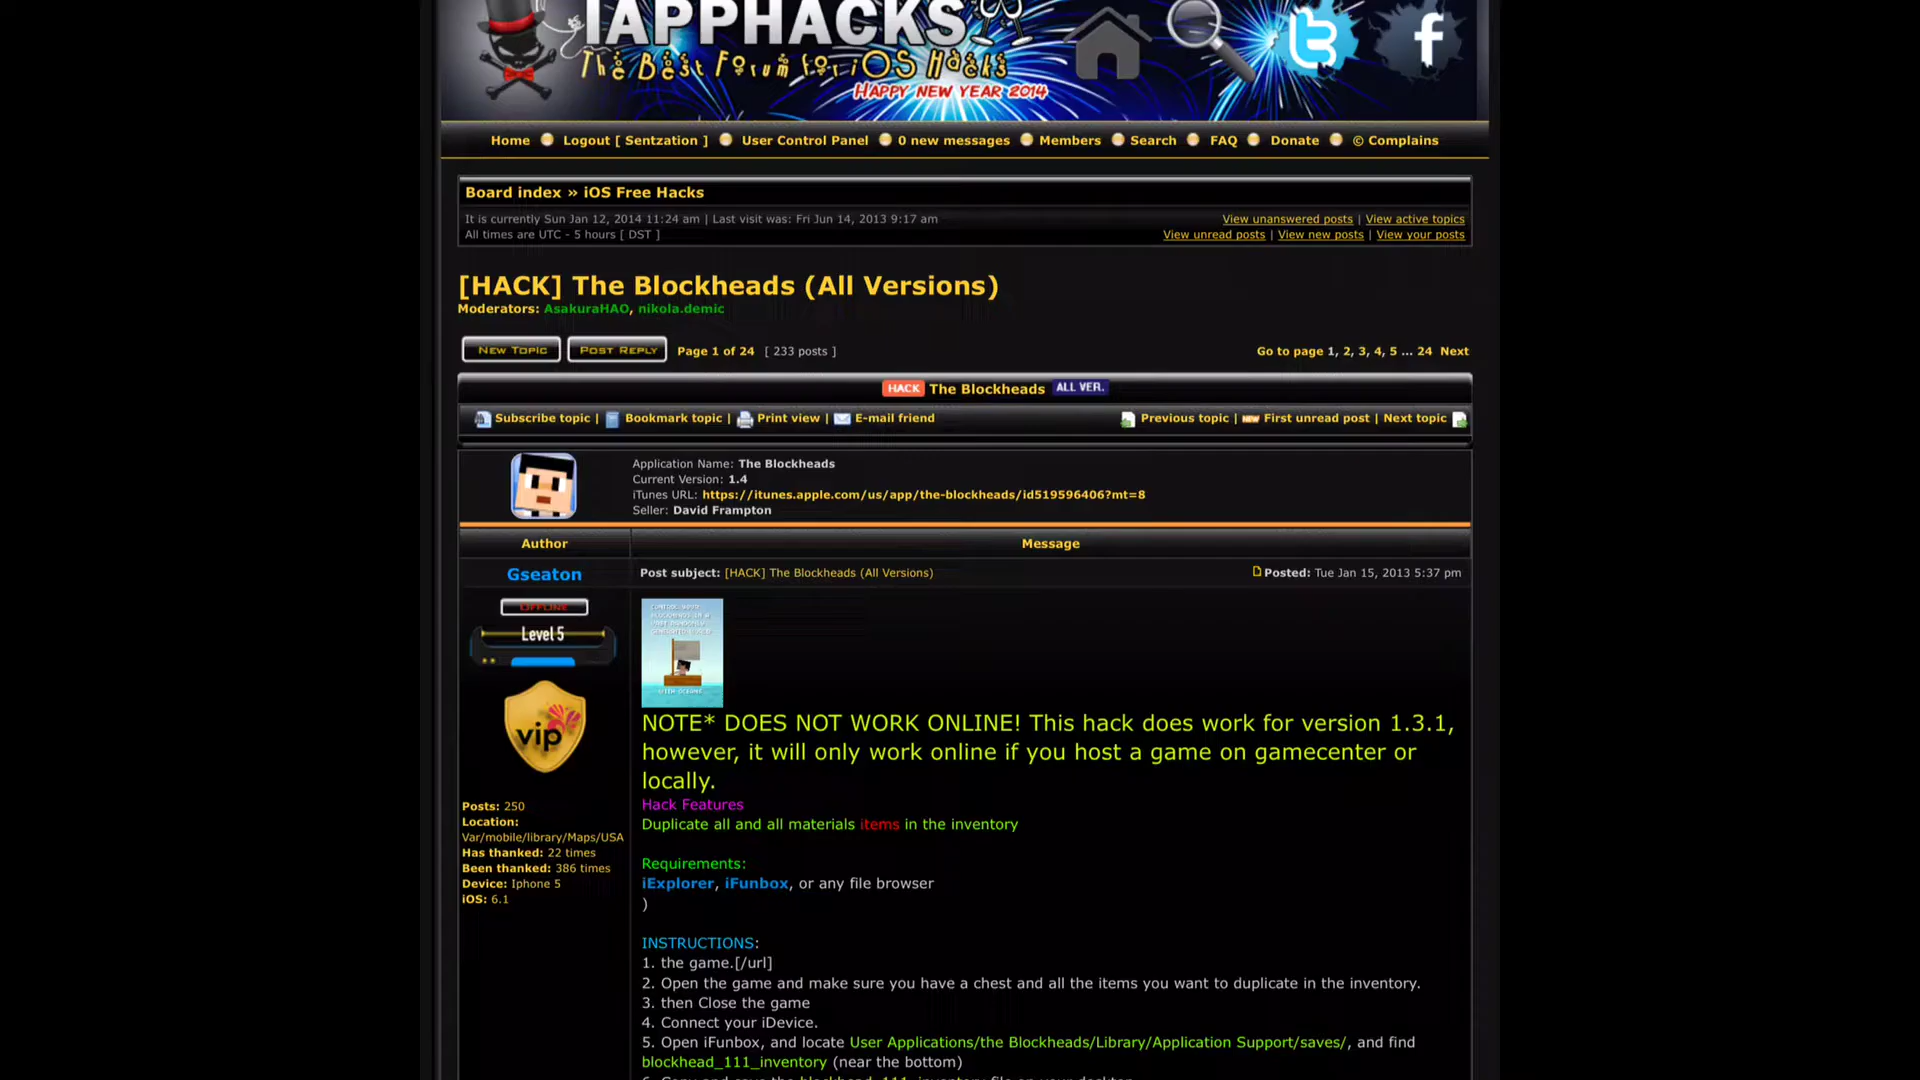 IAPPHACKS
The Best Forum for iOS Hacks
HAPPY NEW YEAR 2014
Home Logout [ Sentzation ] User Control Panel 0 new messages Members Search FAQ Donate © Complains
Board index » iOS Free Hacks
It is currently Sun Jan 12, 2014 11:24 am | Last visit was: Fri Jun 14, 2013 9:17 am
View unanswered posts | View active topics
All times are UTC - 5 hours [ DST ]
View unread posts | View new posts | View your posts
[HACK] The Blockheads (All Versions)
Moderators: AsakuraHAO, nikola.demic
New Topic Post Reply Page 1 of 24 [ 233 posts ]
Go to page 1, 2, 3, 4, 5 ... 24 Next
HACK The Blockheads ALL VER.
Subscribe topic | Bookmark topic | Print view | E-mail friend
Previous topic | First unread post | Next topic
Application Name: The Blockheads
Current Version: 1.4
iTunes URL: https://itunes.apple.com/us/app/the-blockheads/id519596406?mt=8
Seller: David Frampton
Author Message
Gseaton
Post subject: [HACK] The Blockheads (All Versions)
Posted: Tue Jan 15, 2013 5:37 pm
OFFLINE
Level 5
vip
Posts: 250
Location:
Var/mobile/library/Maps/USA
Has thanked: 22 times
Been thanked: 386 times
Device: Iphone 5
iOS: 6.1
WITH OCEANS
NOTE* DOES NOT WORK ONLINE! This hack does work for version 1.3.1,
however, it will only work online if you host a game on gamecenter or
locally.
Hack Features
Duplicate all and all materials items in the inventory
Requirements:
iExplorer, iFunbox, or any file browser
)
INSTRUCTIONS:
1. the game.[/url]
2. Open the game and make sure you have a chest and all the items you want to duplicate in the inventory.
3. then Close the game
4. Connect your iDevice.
5. Open iFunbox, and locate User Applications/the Blockheads/Library/Application Support/saves/, and find
blockhead_111_inventory (near the bottom)
6. Copy and save the blockhead_111_inventory file on your desktop